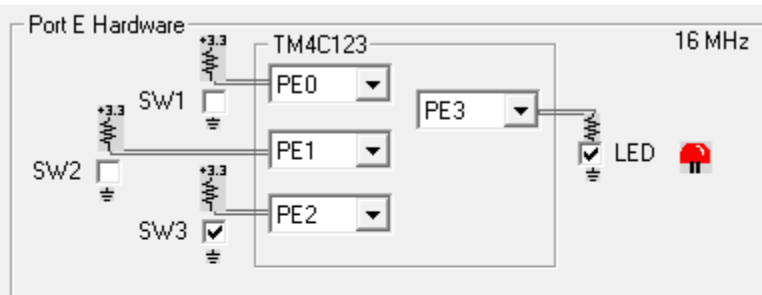 Port E Hardware
+3.3
TM4C123
16 MHz
PE0
SW1
PE3
+3.3
PE1
LED
SW2
+3.3
PE2
SW3